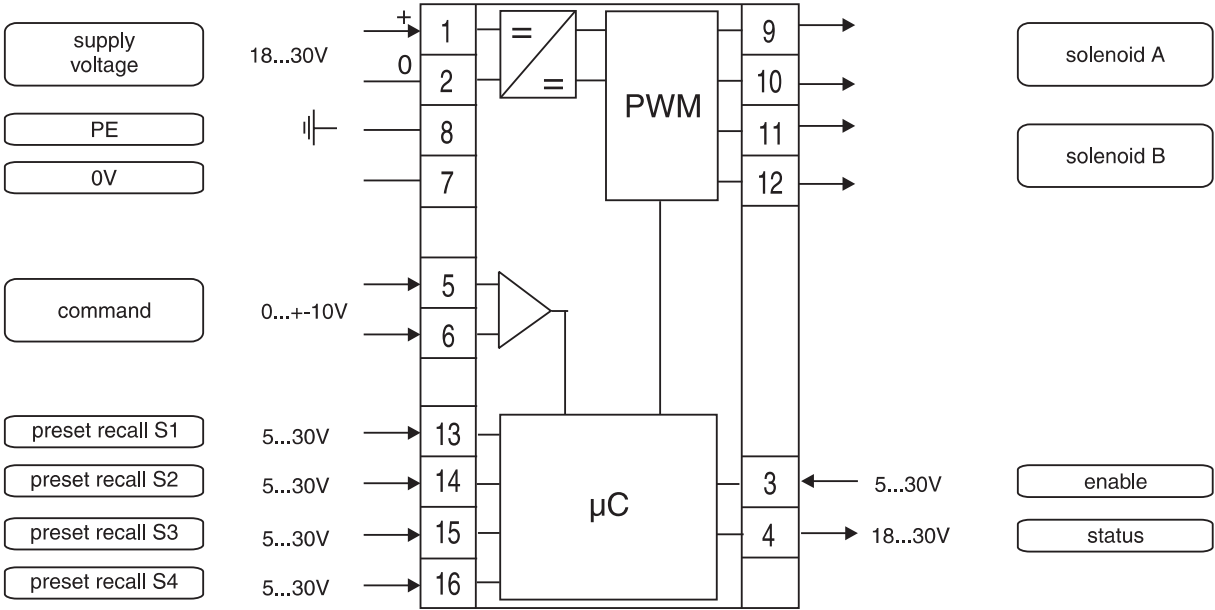 supply
voltage
18...30V
+
0
1
2
=
=
PWM
9
10
11
12
solenoid A
solenoid B
PE
8
0V
7
command
0...+-10V
5
6
preset recall S1
5...30V
13
preset recall S2
5...30V
14
preset recall S3
5...30V
15
preset recall S4
5...30V
16
µC
3
5...30V
enable
4
18...30V
status